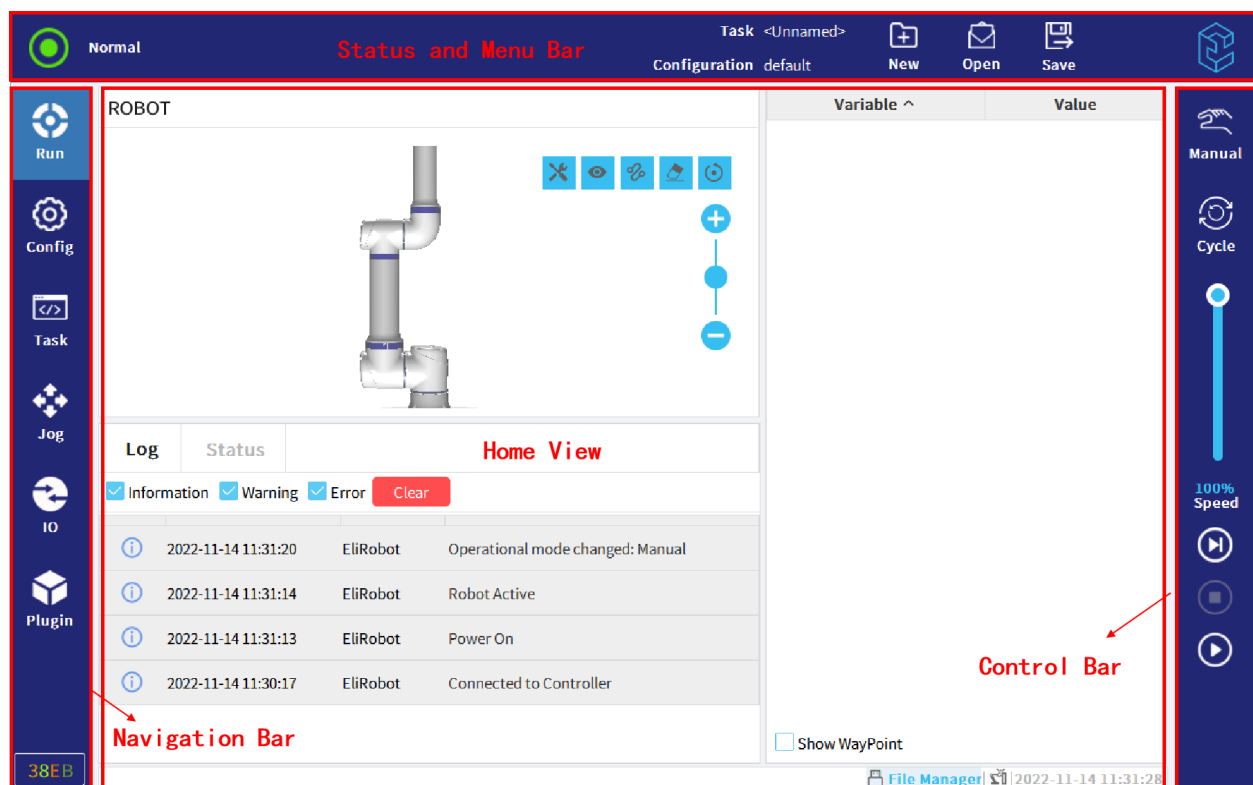 Normal
Status and Menu Bar
Task <Unnamed>
Configuration default
New
Open
Save
Run
Config
Task
Jog
IO
Plugin
38EB
Navigation Bar
ROBOT
Log
Status
Home View
Information
Warning
Error
Clear
2022-11-14 11:31:20 EliRobot Operational mode changed: Manual
2022-11-14 11:31:14 EliRobot Robot Active
2022-11-14 11:31:13 EliRobot Power On
2022-11-14 11:30:17 EliRobot Connected to Controller
Variable Value
Control Bar
Show WayPoint
File Manager
2022-11-14 11:31:28
Manual
Cycle
100%
Speed